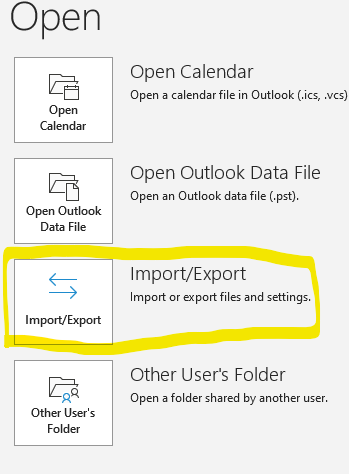 Open
Open
Calendar
Open Calendar
Open a calendar file in Outlook (.ics, .vcs)
Open Outlook
Data File
Open Outlook Data File
Open an Outlook data file (.pst).
Import/Export
Import/Export
Import or export files and settings.
Other User's
Folder
Other User's Folder
Open a folder shared by another user.